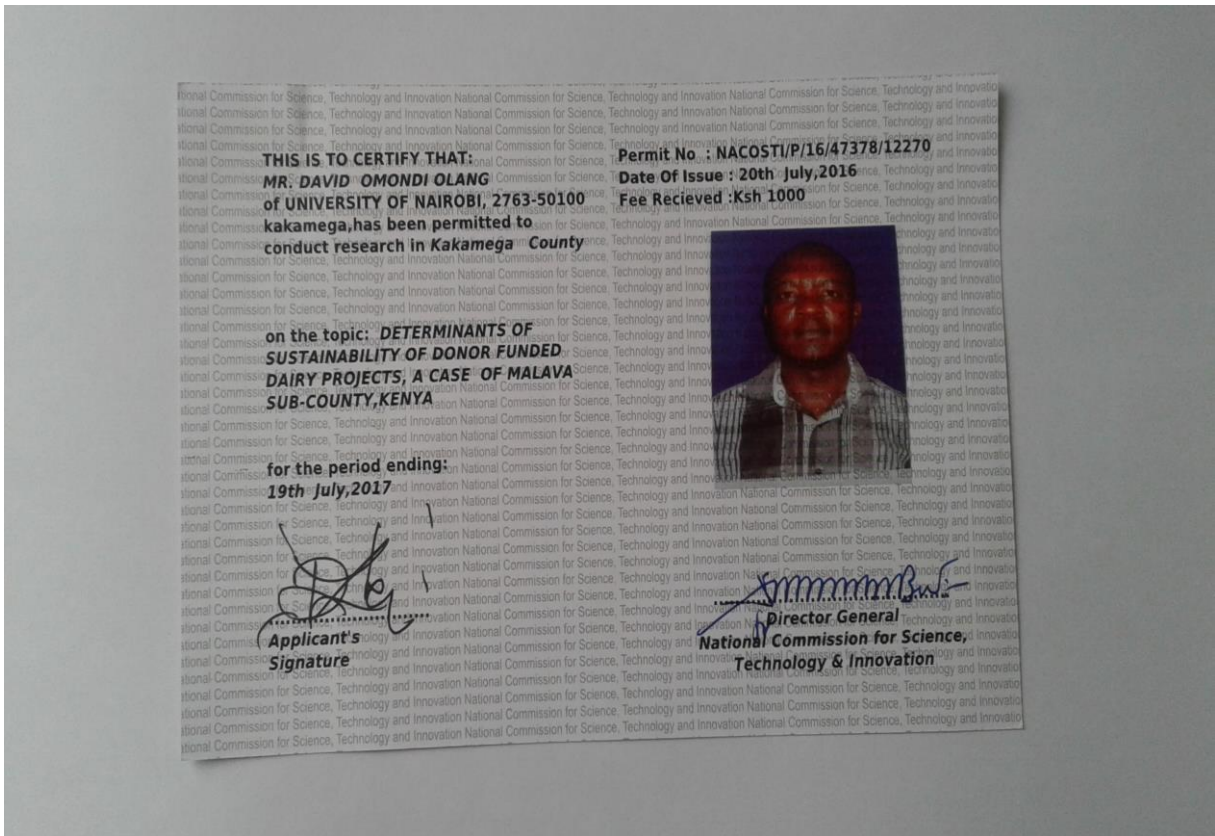 THIS IS TO CERTIFY THAT:
MR. DAVID OMONDI OLANG
of UNIVERSITY OF NAIROBI, 2763-50100
kakamega,has been permitted to
conduct research in Kakamega County
on the topic: DETERMINANTS OF
SUSTAINABILITY OF DONOR FUNDED
DAIRY PROJECTS, A CASE OF MALAVA
SUB-COUNTY,KENYA
for the period ending:
19th July,2017
Applicant's
Signature
Permit No : NACOSTI/P/16/47378/12270
Date Of Issue : 20th July,2016
Fee Recieved :Ksh 1000
Director General
National Commission for Science,
Technology & Innovation